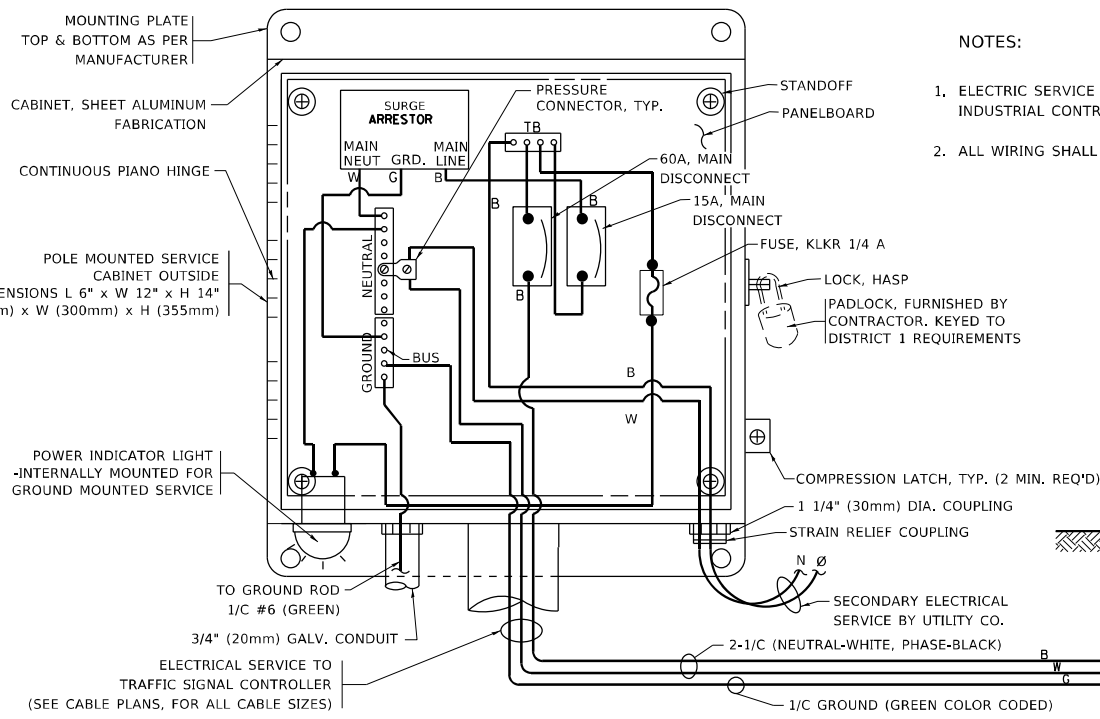 MOUNTING PLATE
TOP & BOTTOM AS PER
MANUFACTURER
CABINET, SHEET ALUMINUM
FABRICATION
CONTINUOUS PIANO HINGE
POLE MOUNTED SERVICE
CABINET OUTSIDE
ENSIONS L 6" x W 12" x H 14"
m) x W (300mm) x H (355mm)
POWER INDICATOR LIGHT
-INTERNALLY MOUNTED FOR
GROUND MOUNTED SERVICE
TO GROUND ROD
1/C #6 (GREEN)
3/4" (20mm) GALV. CONDUIT
ELECTRICAL SERVICE TO
TRAFFIC SIGNAL CONTROLLER
(SEE CABLE PLANS, FOR ALL CABLE SIZES)
SURGE
ARRESTOR
MAIN
NEUT
GRD.
MAIN
LINE
W
G
B
PRESSURE
CONNECTOR, TYP.
TB
60A, MAIN
DISCONNECT
15A, MAIN
DISCONNECT
B
B
B
NEUTRAL
GROUND
BUS
B
W
FUSE, KLKR 1/4 A
STANDOFF
PANELBOARD
LOCK, HASP
PADLOCK, FURNISHED BY
CONTRACTOR. KEYED TO
DISTRICT 1 REQUIREMENTS
COMPRESSION LATCH, TYP. (2 MIN. REQ'D)
1 1/4" (30mm) DIA. COUPLING
STRAIN RELIEF COUPLING
N Ø
SECONDARY ELECTRICAL
SERVICE BY UTILITY CO.
2-1/C (NEUTRAL-WHITE, PHASE-BLACK)
B
W
G
1/C GROUND (GREEN COLOR CODED)
NOTES:
1. ELECTRIC SERVICE
INDUSTRIAL CONTR
2. ALL WIRING SHALL